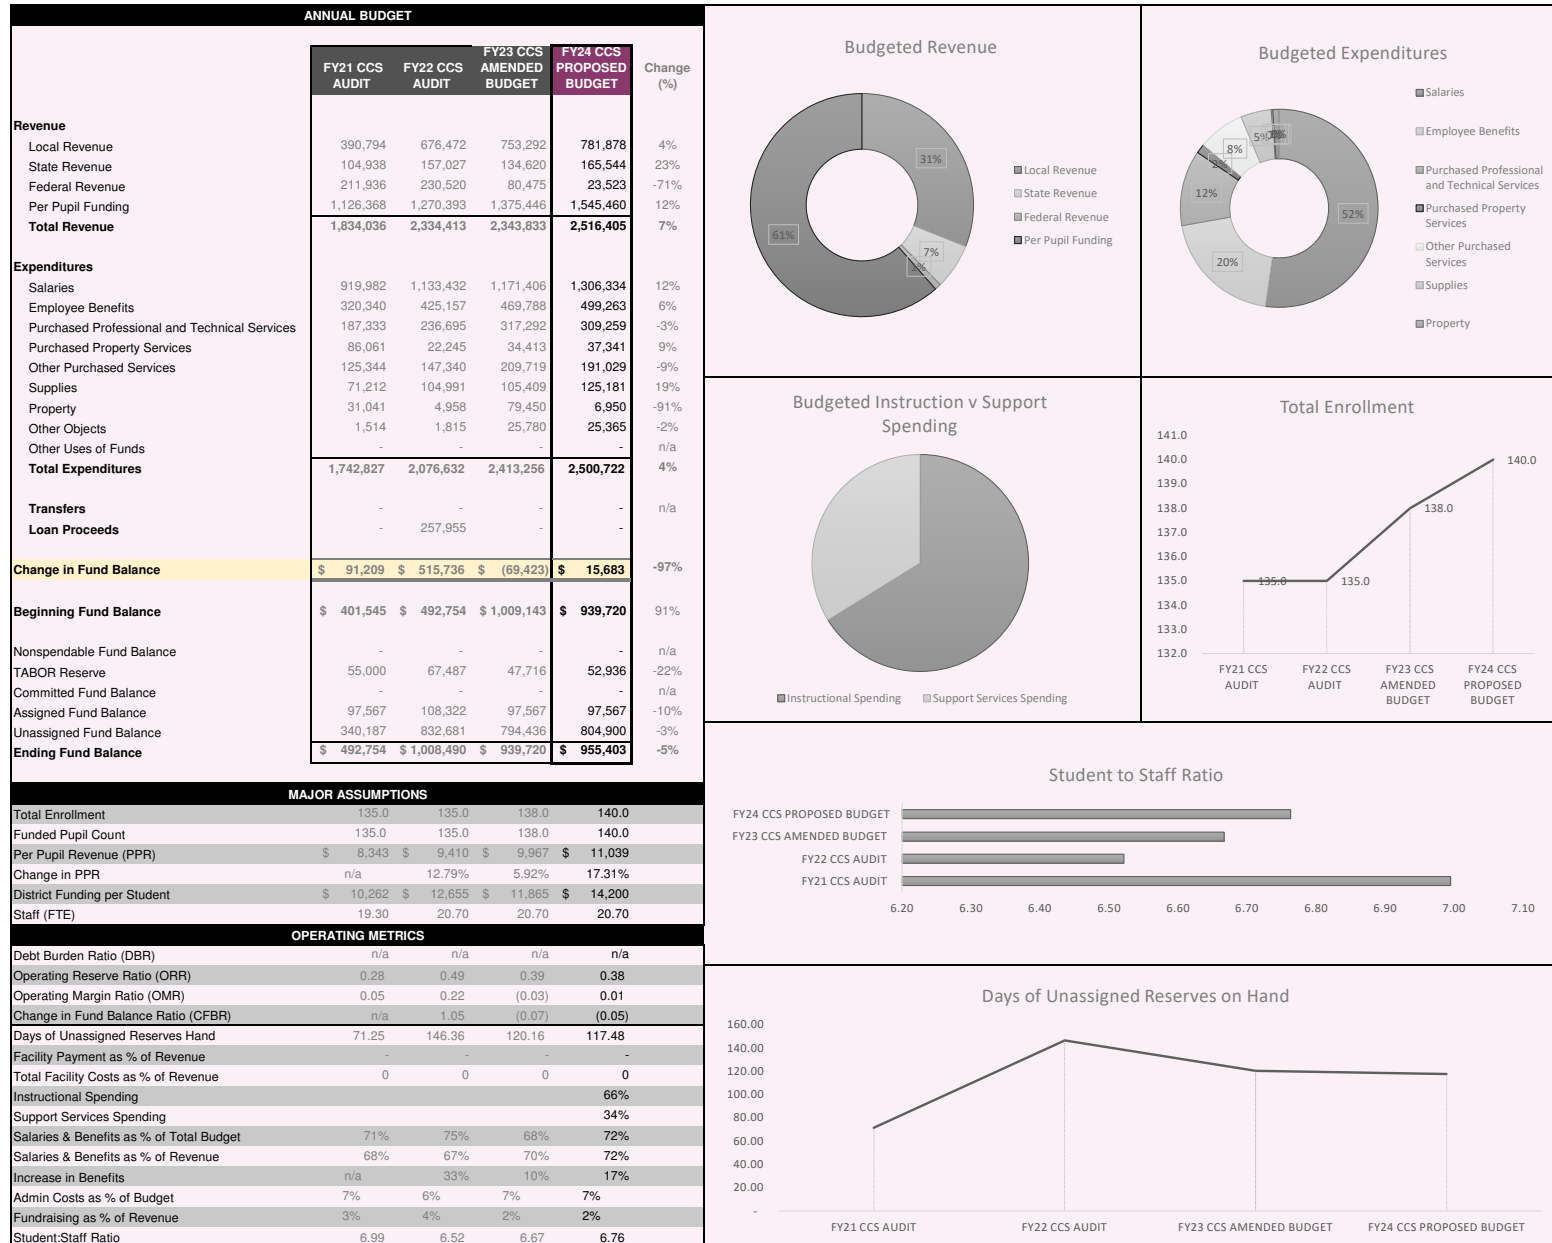 ANNUAL BUDGET
FY21 CCS AUDIT FY22 CCS AUDIT FY23 CCS AMENDED BUDGET FY24 CCS PROPOSED BUDGET Change (%)
Revenue
Local Revenue 390,794 676,472 753,292 781,878 4%
State Revenue 104,938 157,027 134,620 165,544 23%
Federal Revenue 211,936 230,520 80,475 23,523 -71%
Per Pupil Funding 1,126,368 1,270,393 1,375,446 1,545,460 12%
Total Revenue 1,834,036 2,334,413 2,343,833 2,516,405 7%
Expenditures
Salaries 919,982 1,133,432 1,171,406 1,306,334 12%
Employee Benefits 320,340 425,157 469,788 499,263 6%
Purchased Professional and Technical Services 187,333 236,695 317,292 309,259 -3%
Purchased Property Services 86,061 22,245 34,413 37,341 9%
Other Purchased Services 125,344 147,340 209,719 191,029 -9%
Supplies 71,212 104,991 105,409 125,181 19%
Property 31,041 4,958 79,450 6,950 -91%
Other Objects 1,514 1,815 25,780 25,365 -2%
Other Uses of Funds - - - - n/a
Total Expenditures 1,742,827 2,076,632 2,413,256 2,500,722 4%
Transfers - - - - n/a
Loan Proceeds - 257,955 - -
Change in Fund Balance $ 91,209 $ 515,736 $ (69,423) $ 15,683 -97%
Beginning Fund Balance $ 401,545 $ 492,754 $ 1,009,143 $ 939,720 91%
Nonspendable Fund Balance - - - - n/a
TABOR Reserve 55,000 67,487 47,716 52,936 -22%
Committed Fund Balance - - - - n/a
Assigned Fund Balance 97,567 108,322 97,567 97,567 -10%
Unassigned Fund Balance 340,187 832,681 794,436 804,900 -3%
Ending Fund Balance $ 492,754 $ 1,008,490 $ 939,720 $ 955,403 -5%
MAJOR ASSUMPTIONS
Total Enrollment 135.0 135.0 138.0 140.0
Funded Pupil Count 135.0 135.0 138.0 140.0
Per Pupil Revenue (PPR) $ 8,343 $ 9,410 $ 9,967 $ 11,039
Change in PPR n/a 12.79% 5.92% 17.31%
District Funding per Student $ 10,262 $ 12,655 $ 11,865 $ 14,200
Staff (FTE) 19.30 20.70 20.70 20.70
OPERATING METRICS
Debt Burden Ratio (DBR) n/a n/a n/a n/a
Operating Reserve Ratio (ORR) 0.28 0.49 0.39 0.38
Operating Margin Ratio (OMR) 0.05 0.22 (0.03) 0.01
Change in Fund Balance Ratio (CFBR) n/a 1.05 (0.07) (0.05)
Days of Unassigned Reserves Hand 71.25 146.36 120.16 117.48
Facility Payment as % of Revenue - - - -
Total Facility Costs as % of Revenue 0 0 0 0
Instructional Spending 66%
Support Services Spending 34%
Salaries & Benefits as % of Total Budget 71% 75% 68% 72%
Salaries & Benefits as % of Revenue 68% 67% 70% 72%
Increase in Benefits n/a 33% 10% 17%
Admin Costs as % of Budget 7% 6% 7% 7%
Fundraising as % of Revenue 3% 4% 2% 2%
Student:Staff Ratio 6.99 6.52 6.67 6.76
Budgeted Revenue
31%
7%
1%
61%
Local Revenue
State Revenue
Federal Revenue
Per Pupil Funding
Budgeted Expenditures
52%
20%
12%
2%
8%
5%
Salaries
Employee Benefits
Purchased Professional
and Technical Services
Purchased Property
Services
Other Purchased
Services
Supplies
Property
Budgeted Instruction v Support
Spending
Instructional Spending Support Services Spending
Total Enrollment
141.0
140.0 140.0
139.0
138.0 138.0
137.0
136.0
135.0 135.0 135.0
134.0
133.0
132.0
FY21 CCS AUDIT FY22 CCS AUDIT FY23 CCS AMENDED BUDGET FY24 CCS PROPOSED BUDGET
Student to Staff Ratio
FY24 CCS PROPOSED BUDGET
FY23 CCS AMENDED BUDGET
FY22 CCS AUDIT
FY21 CCS AUDIT
6.20 6.30 6.40 6.50 6.60 6.70 6.80 6.90 7.00 7.10
Days of Unassigned Reserves on Hand
160.00
140.00
120.00
100.00
80.00
60.00
40.00
20.00
-
FY21 CCS AUDIT FY22 CCS AUDIT FY23 CCS AMENDED BUDGET FY24 CCS PROPOSED BUDGET